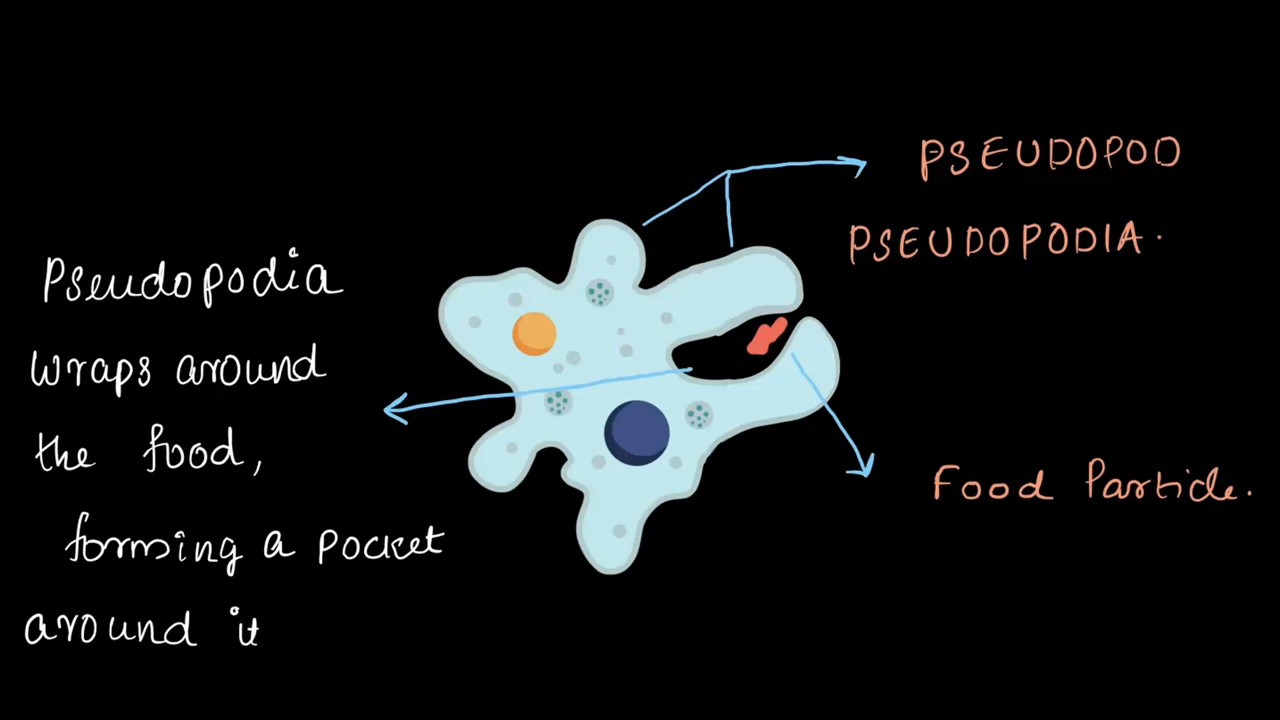 Pseudopodia
wraps around
the food,
forming a pocket
around it
PSEUDOPOD
PSEUDOPODIA.
Food Particle.